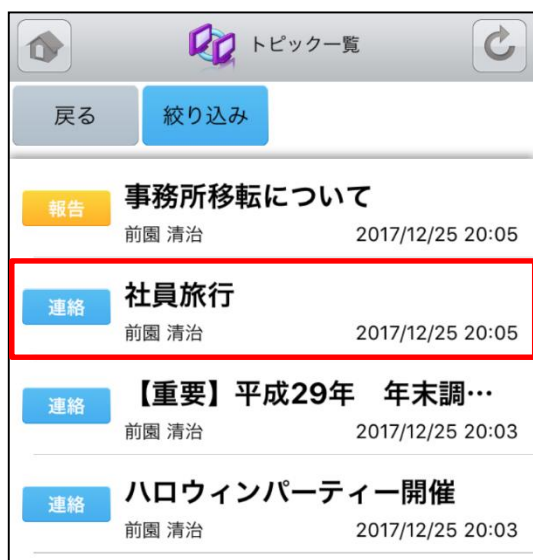 トピック一覧
戻る 絞り込み
報告 事務所移転について
前園 清治 2017/12/25 20:05
連絡 社員旅行
前園 清治 2017/12/25 20:05
連絡 【重要】平成29年　年末調…
前園 清治 2017/12/25 20:03
連絡 ハロウィンパーティー開催
前園 清治 2017/12/25 20:03